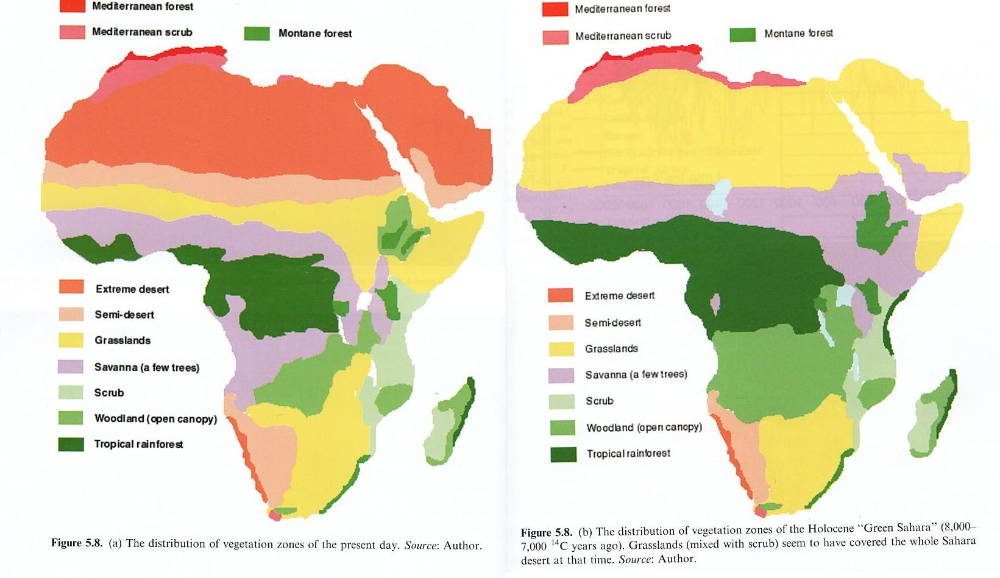 Mediterranean forest
Mediterranean scrub
Montane forest
Extreme desert
Semi-desert
Grasslands
Savanna (a few trees)
Scrub
Woodland (open canopy)
Tropical rainforest
Figure 5.8. (a) The distribution of vegetation zones of the present day. Source: Author.
Mediterranean forest
Mediterranean scrub
Montane forest
Extreme desert
Semi-desert
Grasslands
Savanna (a few trees)
Scrub
Woodland (open canopy)
Tropical rainforest
Figure 5.8. (b) The distribution of vegetation zones of the Holocene “Green Sahara” (8,000–
7,000 ¹⁴C years ago). Grasslands (mixed with scrub) seem to have covered the whole Sahara
desert at that time. Source: Author.